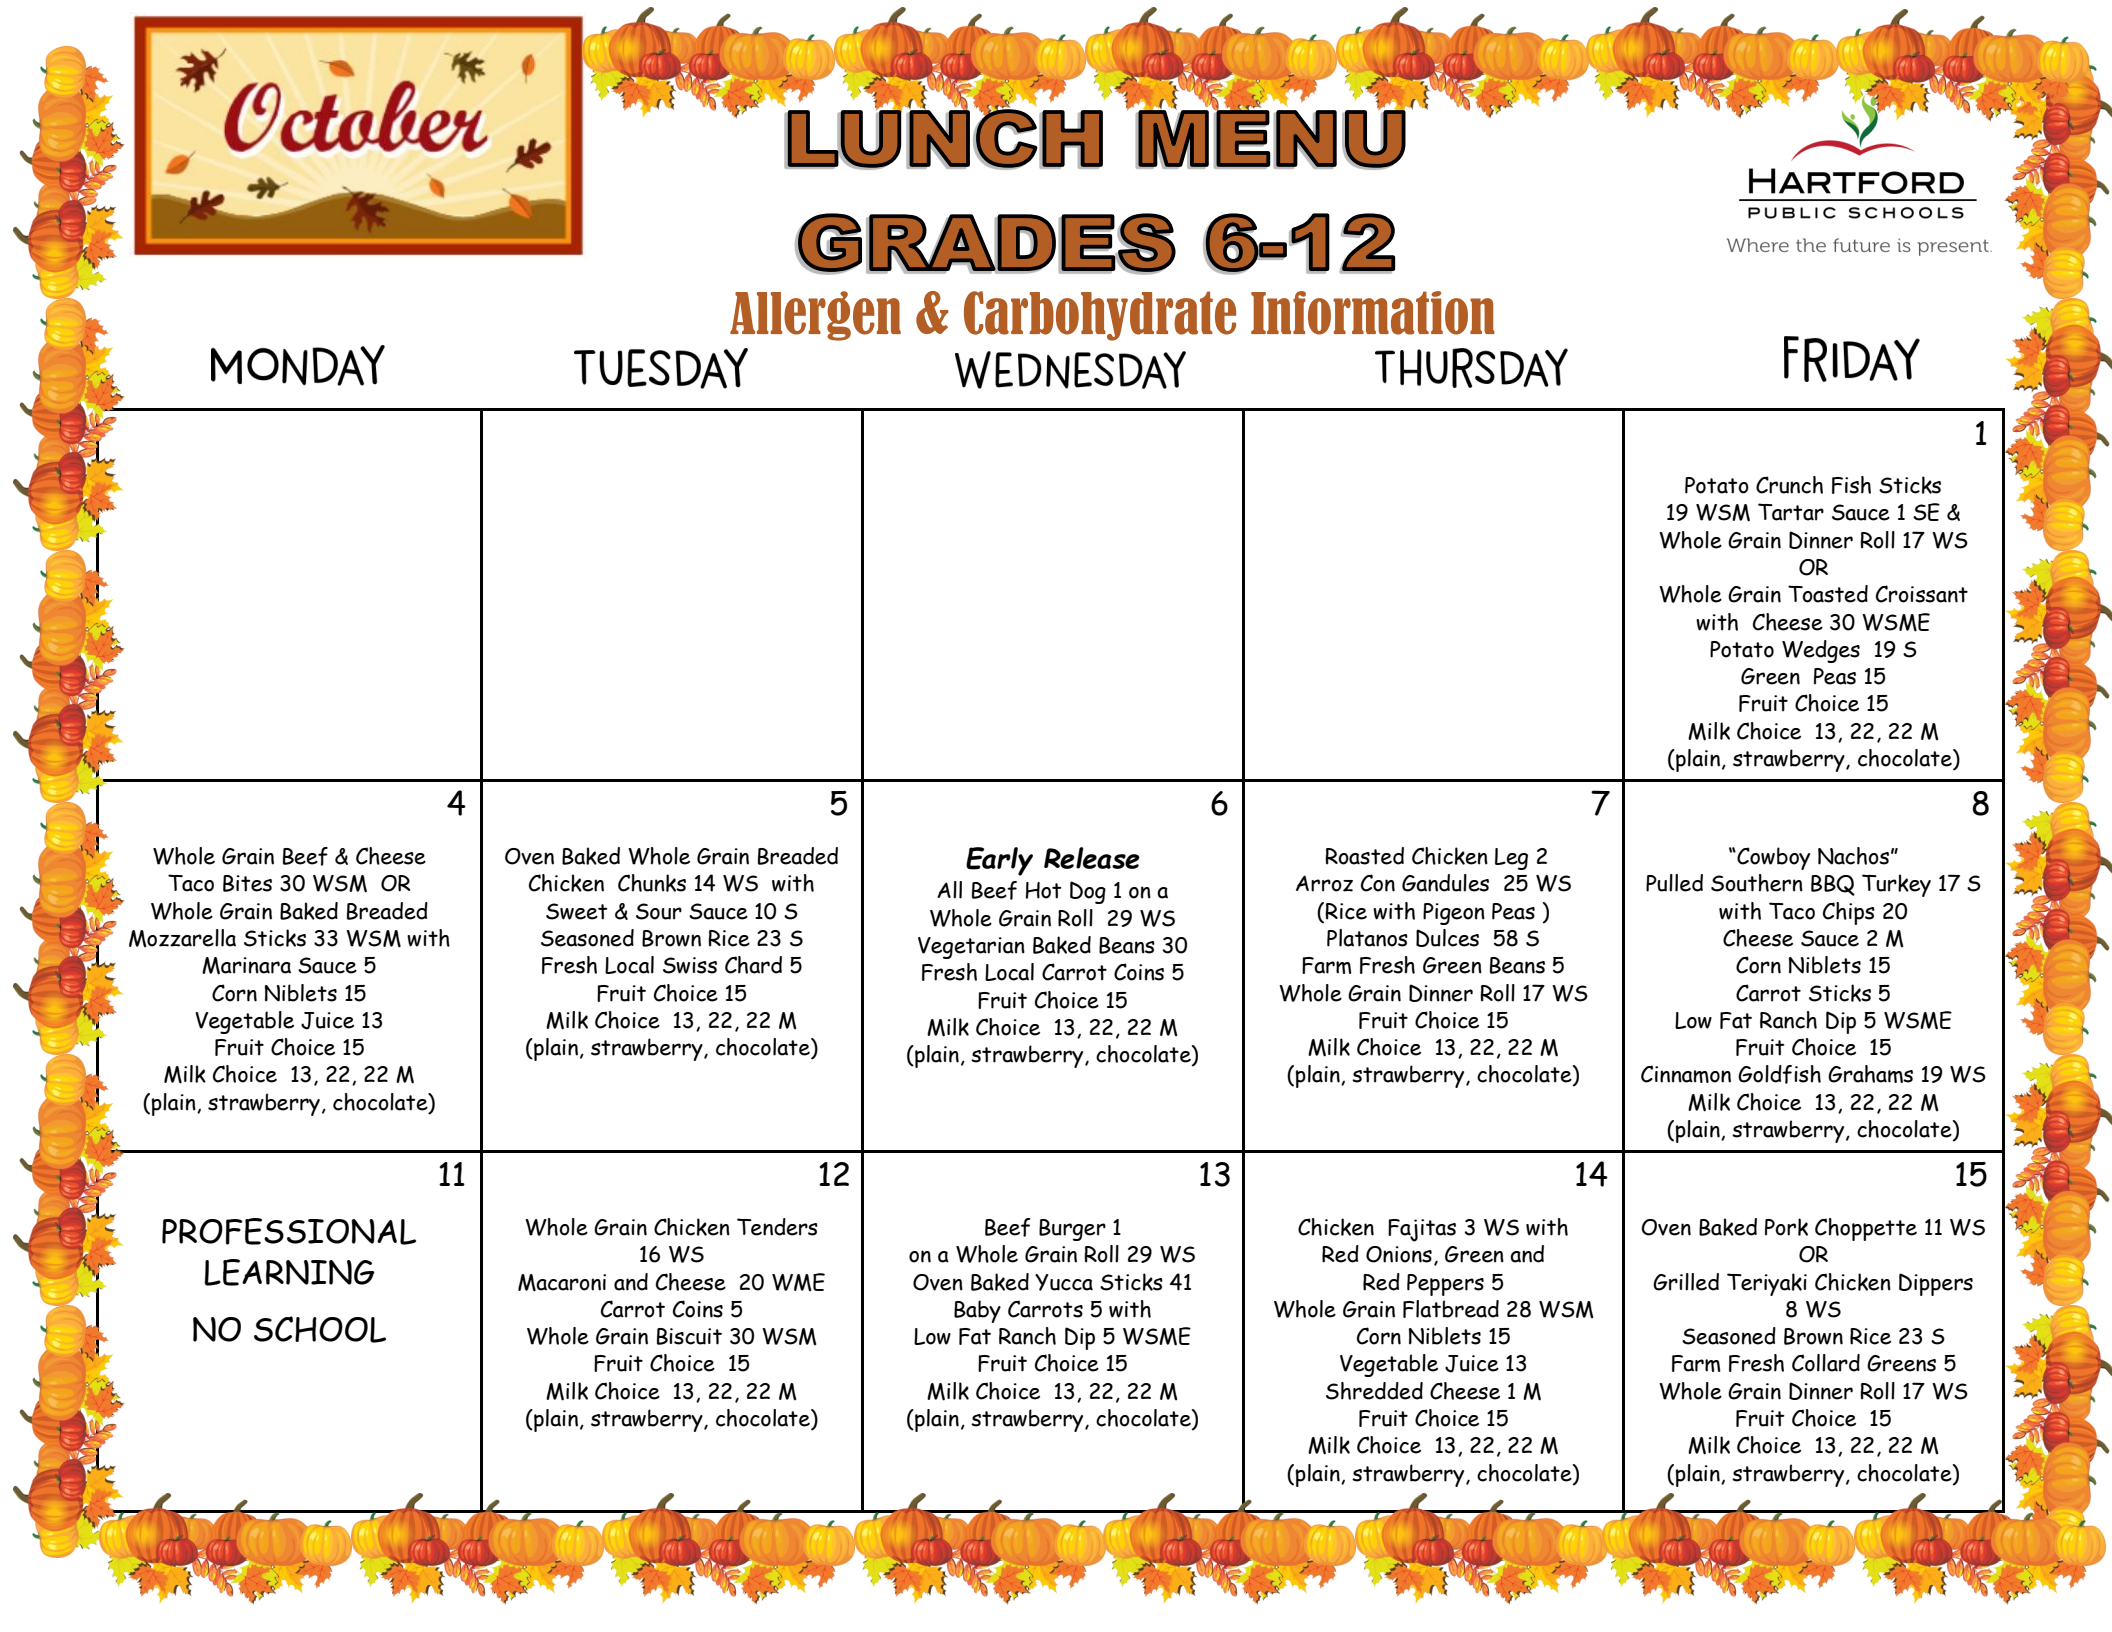 October
LUNCH MENU
GRADES 6-12
Allergen & Carbohydrate Information
HARTFORD
PUBLIC SCHOOLS
Where the future is present.
MONDAY
TUESDAY
WEDNESDAY
THURSDAY
FRIDAY
1
Potato Crunch Fish Sticks
19 WSM Tartar Sauce 1 SE &
Whole Grain Dinner Roll 17 WS
OR
Whole Grain Toasted Croissant
with Cheese 30 WSME
Potato Wedges 19 S
Green Peas 15
Fruit Choice 15
Milk Choice 13, 22, 22 M
(plain, strawberry, chocolate)
4
Whole Grain Beef & Cheese
Taco Bites 30 WSM OR
Whole Grain Baked Breaded
Mozzarella Sticks 33 WSM with
Marinara Sauce 5
Corn Niblets 15
Vegetable Juice 13
Fruit Choice 15
Milk Choice 13, 22, 22 M
(plain, strawberry, chocolate)
5
Oven Baked Whole Grain Breaded
Chicken Chunks 14 WS with
Sweet & Sour Sauce 10 S
Seasoned Brown Rice 23 S
Fresh Local Swiss Chard 5
Fruit Choice 15
Milk Choice 13, 22, 22 M
(plain, strawberry, chocolate)
6
Early Release
All Beef Hot Dog 1 on a
Whole Grain Roll 29 WS
Vegetarian Baked Beans 30
Fresh Local Carrot Coins 5
Fruit Choice 15
Milk Choice 13, 22, 22 M
(plain, strawberry, chocolate)
7
Roasted Chicken Leg 2
Arroz Con Gandules 25 WS
(Rice with Pigeon Peas )
Platanos Dulces 58 S
Farm Fresh Green Beans 5
Whole Grain Dinner Roll 17 WS
Fruit Choice 15
Milk Choice 13, 22, 22 M
(plain, strawberry, chocolate)
8
“Cowboy Nachos”
Pulled Southern BBQ Turkey 17 S
with Taco Chips 20
Cheese Sauce 2 M
Corn Niblets 15
Carrot Sticks 5
Low Fat Ranch Dip 5 WSME
Fruit Choice 15
Cinnamon Goldfish Grahams 19 WS
Milk Choice 13, 22, 22 M
(plain, strawberry, chocolate)
11
PROFESSIONAL
LEARNING
NO SCHOOL
12
Whole Grain Chicken Tenders
16 WS
Macaroni and Cheese 20 WME
Carrot Coins 5
Whole Grain Biscuit 30 WSM
Fruit Choice 15
Milk Choice 13, 22, 22 M
(plain, strawberry, chocolate)
13
Beef Burger 1
on a Whole Grain Roll 29 WS
Oven Baked Yucca Sticks 41
Baby Carrots 5 with
Low Fat Ranch Dip 5 WSME
Fruit Choice 15
Milk Choice 13, 22, 22 M
(plain, strawberry, chocolate)
14
Chicken Fajitas 3 WS with
Red Onions, Green and
Red Peppers 5
Whole Grain Flatbread 28 WSM
Corn Niblets 15
Vegetable Juice 13
Shredded Cheese 1 M
Fruit Choice 15
Milk Choice 13, 22, 22 M
(plain, strawberry, chocolate)
15
Oven Baked Pork Choppette 11 WS
OR
Grilled Teriyaki Chicken Dippers
8 WS
Seasoned Brown Rice 23 S
Farm Fresh Collard Greens 5
Whole Grain Dinner Roll 17 WS
Fruit Choice 15
Milk Choice 13, 22, 22 M
(plain, strawberry, chocolate)